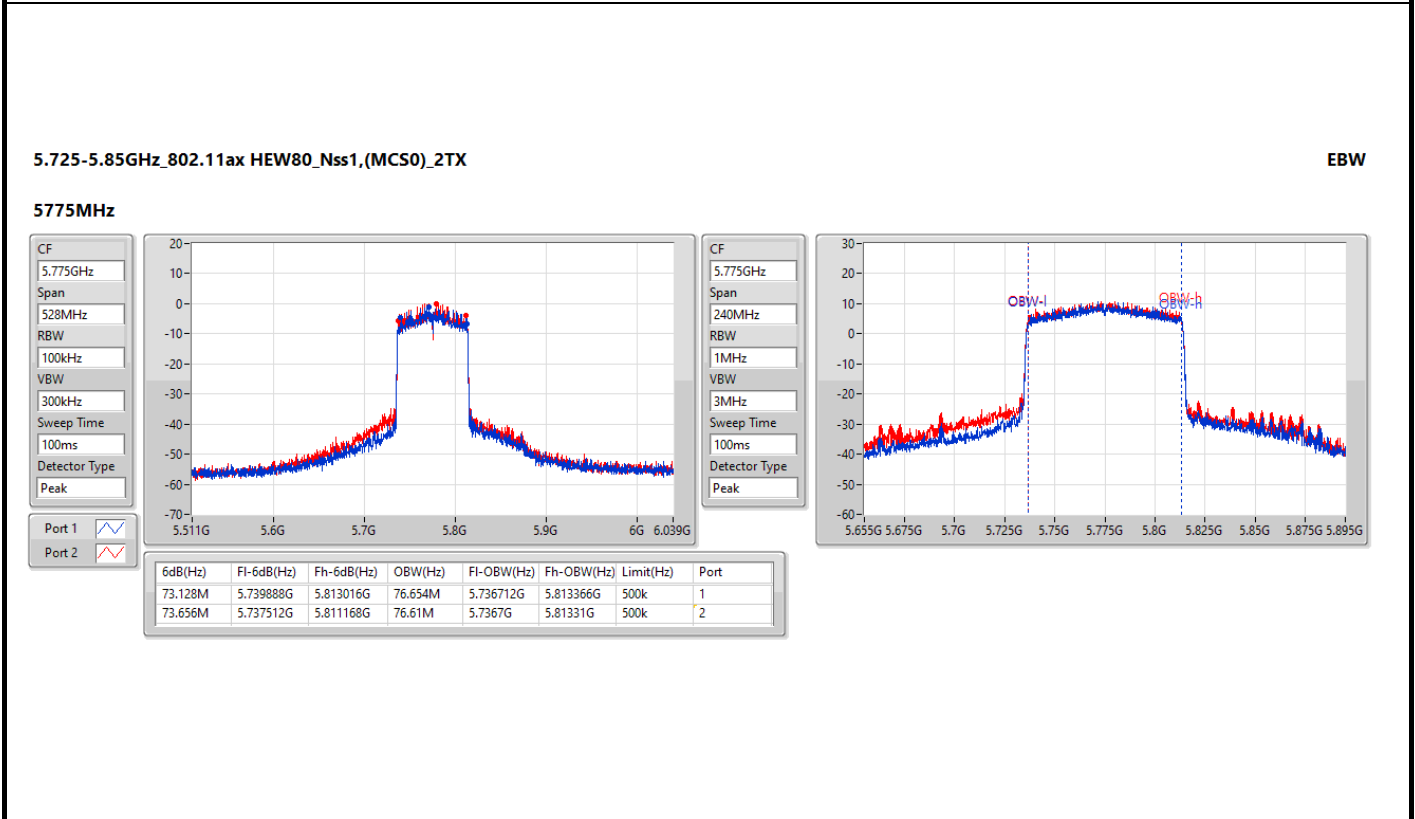 5.725-5.85GHz_802.11ax HEW80_Nss1,(MCS0)_2TX
EBW
5775MHz
CF
5.775GHz
Span
528MHz
RBW
100kHz
VBW
300kHz
Sweep Time
100ms
Detector Type
Peak
Port 1
Port 2
20
10
0
-10
-20
-30
-40
-50
-60
-70
5.511G 5.6G 5.7G 5.8G 5.9G 6G 6.039G
CF
5.775GHz
Span
240MHz
RBW
1MHz
VBW
3MHz
Sweep Time
100ms
Detector Type
Peak
30
20
10
0
-10
-20
-30
-40
-50
-60
OBW-l
OBW-h
OBW-h
5.655G 5.675G 5.7G 5.725G 5.75G 5.775G 5.8G 5.825G 5.85G 5.875G 5.895G
6dB(Hz) Fl-6dB(Hz) Fh-6dB(Hz) OBW(Hz) Fl-OBW(Hz) Fh-OBW(Hz) Limit(Hz) Port
73.128M 5.739888G 5.813016G 76.654M 5.736712G 5.813366G 500k 1
73.656M 5.737512G 5.811168G 76.61M 5.7367G 5.81331G 500k 2